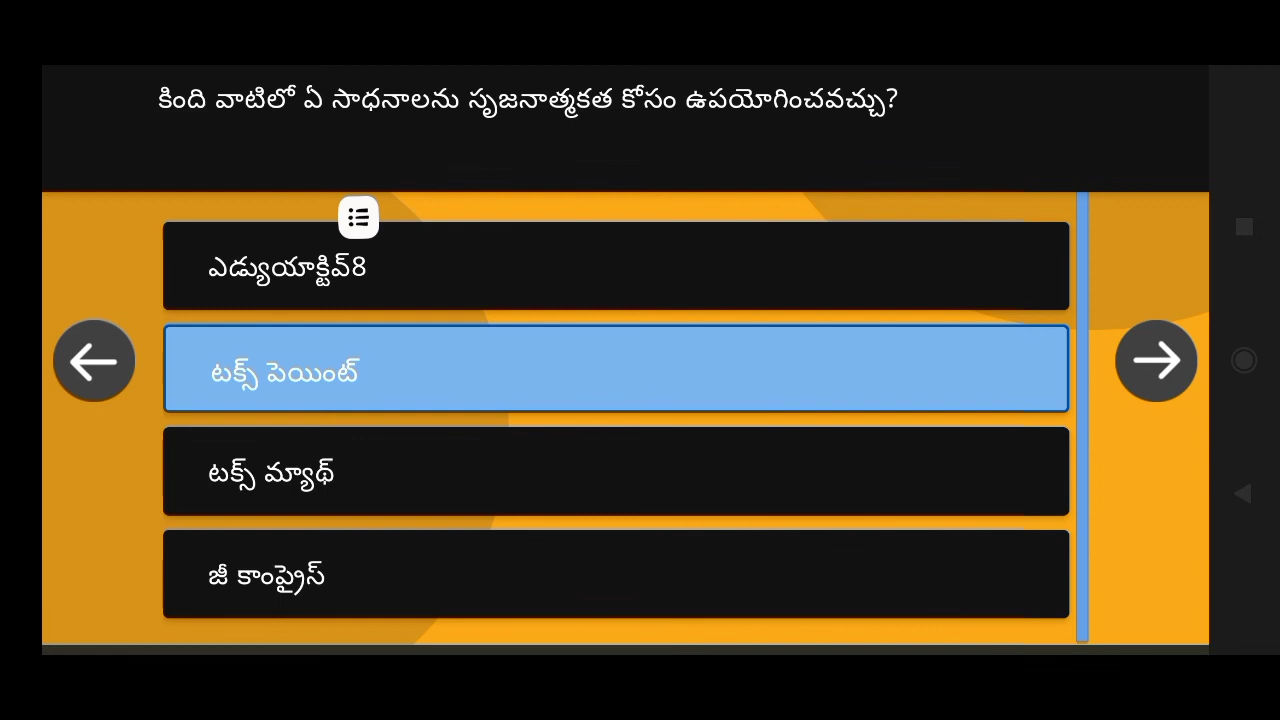 కింది వాటిలో ఏ సాధనాలను సృజనాత్మకత కోసం ఉపయోగించవచ్చు?
ఎడ్యుయాక్టివ్8
టక్స్ పెయింట్
టక్స్ మ్యాథ్
జీ కాంప్రైస్